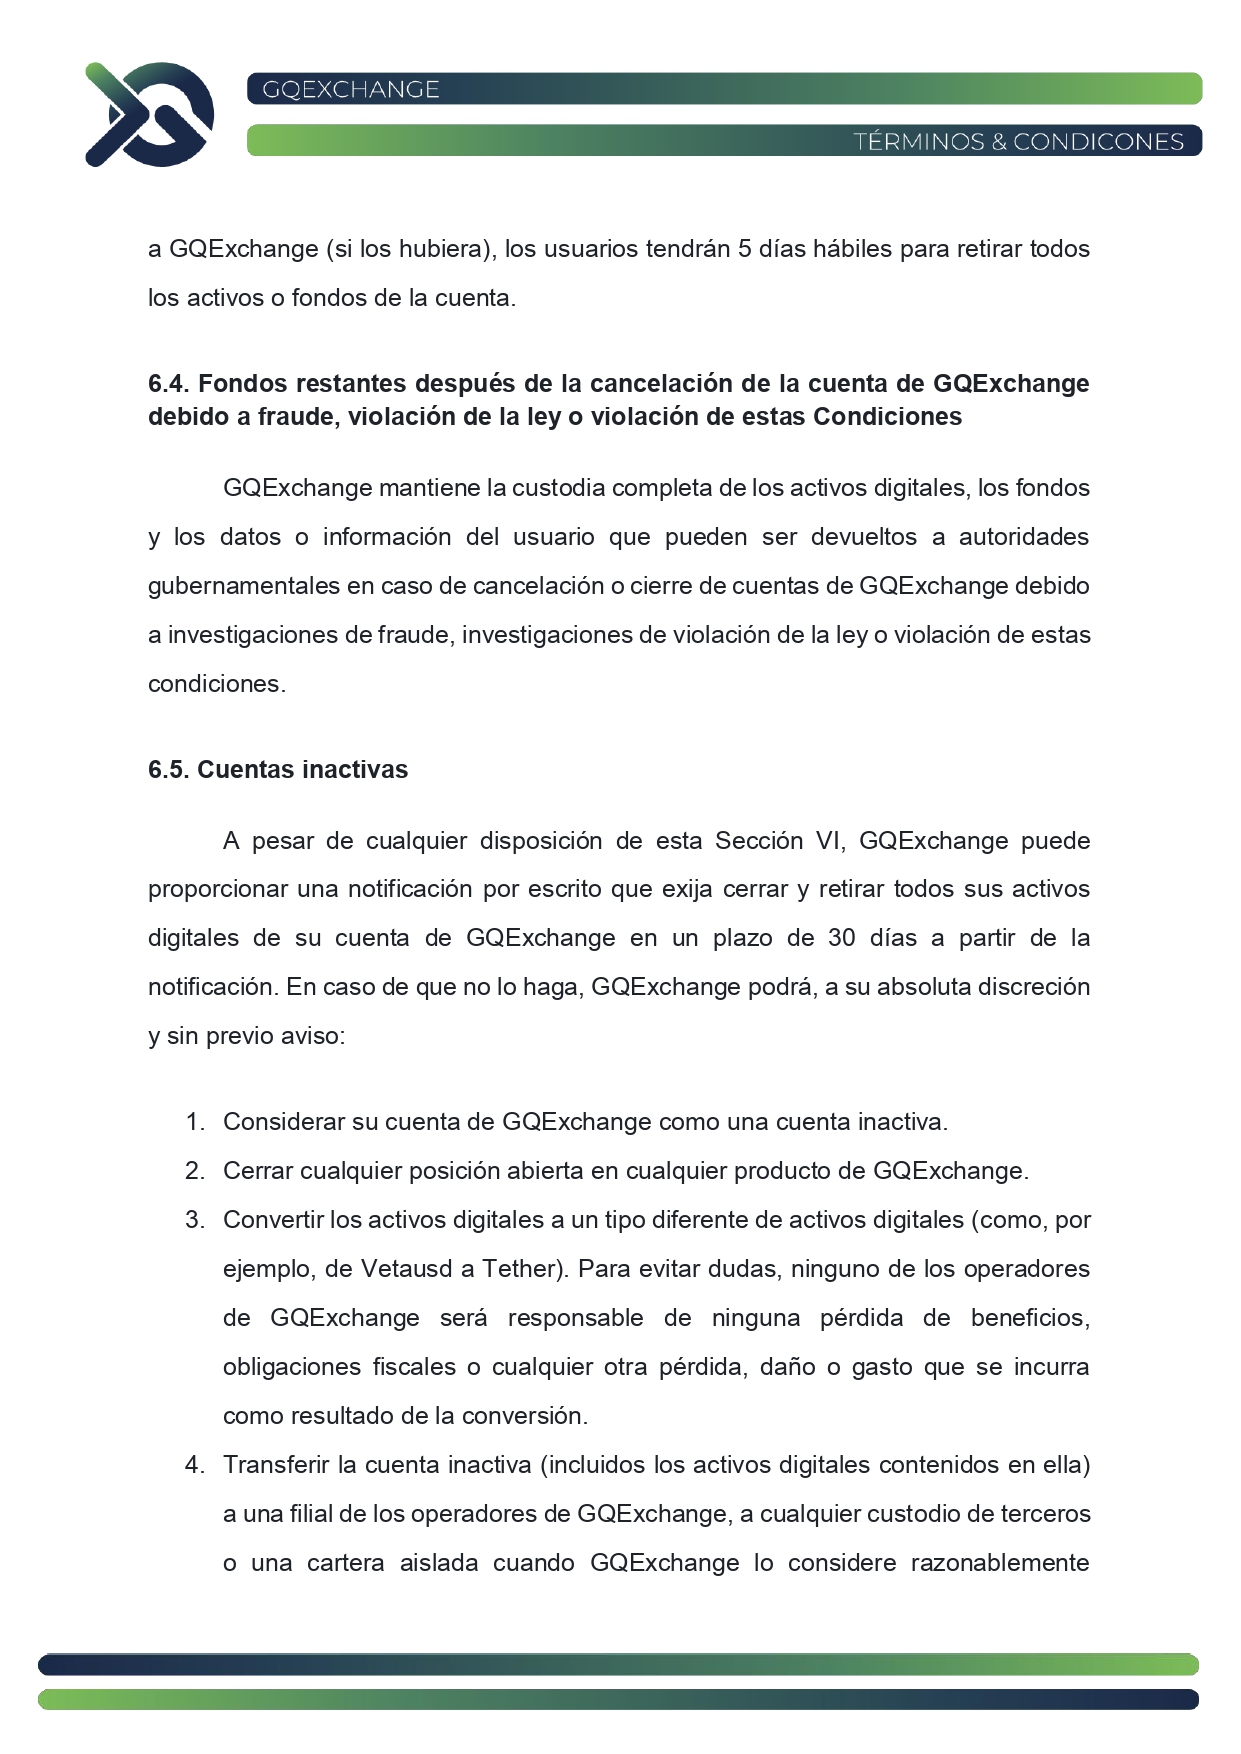 GQEXCHANGE
TÉRMINOS & CONDICONES
a GQExchange (si los hubiera), los usuarios tendrán 5 días hábiles para retirar todos
los activos o fondos de la cuenta.
6.4. Fondos restantes después de la cancelación de la cuenta de GQExchange
debido a fraude, violación de la ley o violación de estas Condiciones
GQExchange mantiene la custodia completa de los activos digitales, los fondos
y los datos o información del usuario que pueden ser devueltos a autoridades
gubernamentales en caso de cancelación o cierre de cuentas de GQExchange debido
a investigaciones de fraude, investigaciones de violación de la ley o violación de estas
condiciones.
6.5. Cuentas inactivas
A pesar de cualquier disposición de esta Sección VI, GQExchange puede
proporcionar una notificación por escrito que exija cerrar y retirar todos sus activos
digitales de su cuenta de GQExchange en un plazo de 30 días a partir de la
notificación. En caso de que no lo haga, GQExchange podrá, a su absoluta discreción
y sin previo aviso:
1. Considerar su cuenta de GQExchange como una cuenta inactiva.
2. Cerrar cualquier posición abierta en cualquier producto de GQExchange.
3. Convertir los activos digitales a un tipo diferente de activos digitales (como, por
ejemplo, de Vetausd a Tether). Para evitar dudas, ninguno de los operadores
de GQExchange será responsable de ninguna pérdida de beneficios,
obligaciones fiscales o cualquier otra pérdida, daño o gasto que se incurra
como resultado de la conversión.
4. Transferir la cuenta inactiva (incluidos los activos digitales contenidos en ella)
a una filial de los operadores de GQExchange, a cualquier custodio de terceros
o una cartera aislada cuando GQExchange lo considere razonablemente